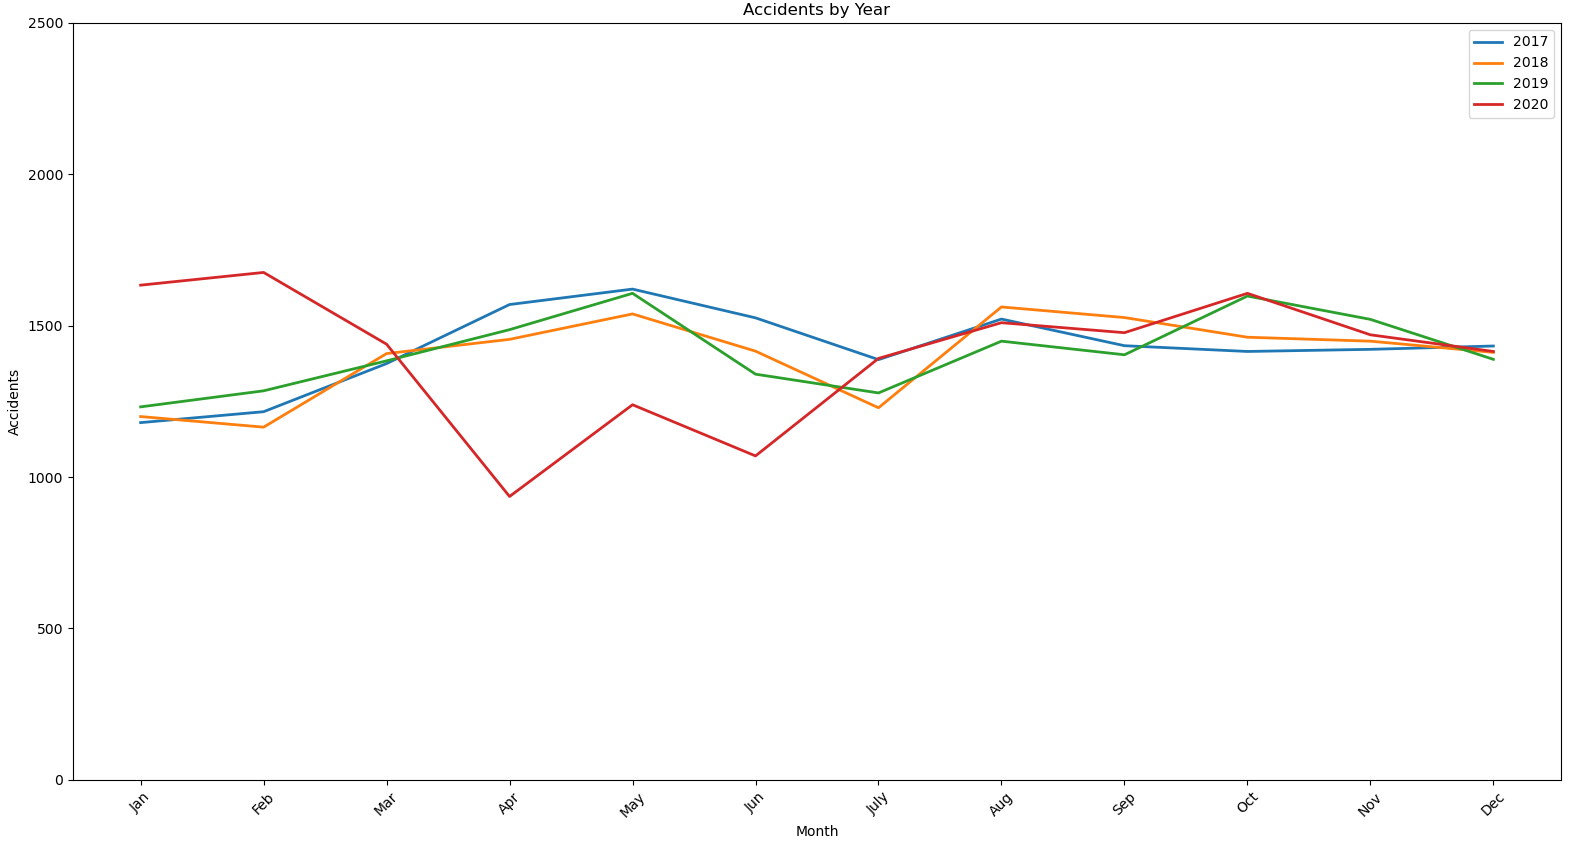 Accidents by Year
2500
2000
1500
1000
500
0
Accidents
2017
2018
2019
2020
Jan
Feb
Mar
Apr
May
Jun
July
Aug
Sep
Oct
Nov
Dec
Month